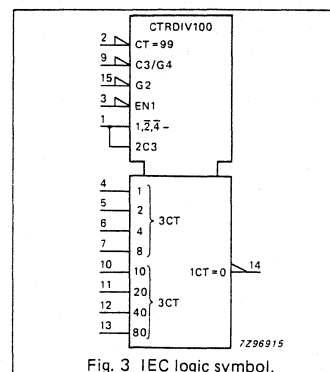 CTRDIV100
2 CT=99
9 C3/G4
15 G2
3 EN1
1 1,2̅,4̅−
2C3
4 1
5 2
6 4
7 8
3CT
1CT=0 14
10 10
11 20
12 40
13 80
3CT
7Z96915
Fig. 3 IEC logic symbol.